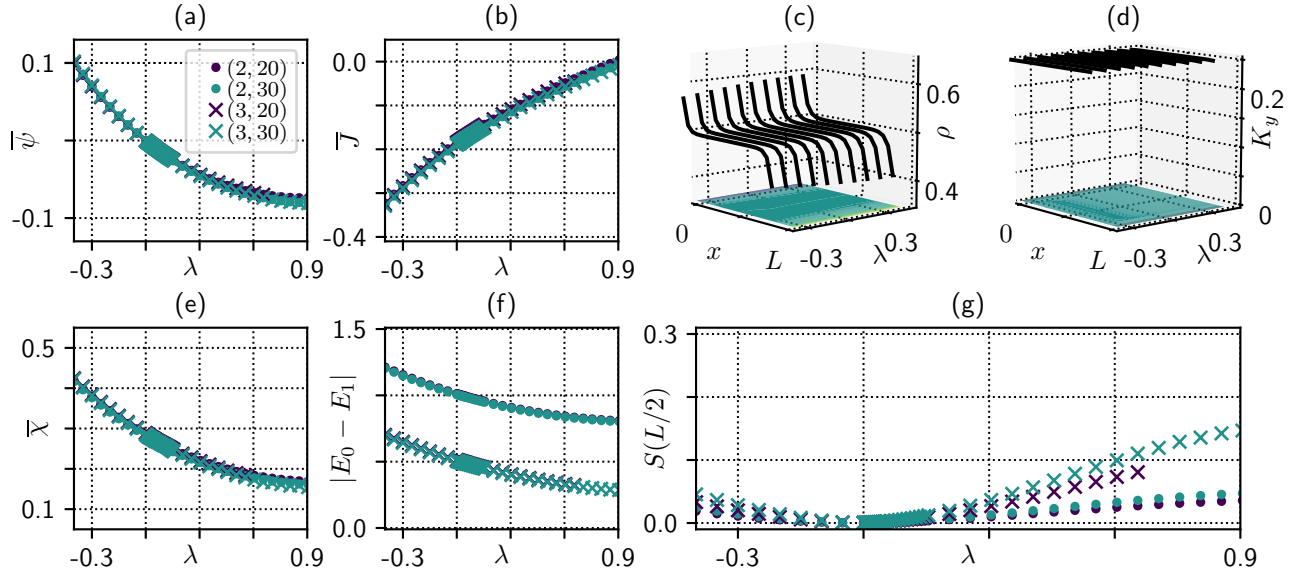 (a)
0.1
-0.1
ψ̅
-0.3
λ
0.9
(2, 20)
(2, 30)
(3, 20)
(3, 30)
(b)
0.0
-0.4
J̅
-0.3
λ
0.9
(c)
0.6
0.4
ρ
0
x
L
-0.3
λ
0.3
(d)
0.2
0
K_y
0
x
L
-0.3
λ
0.3
(e)
0.5
0.1
χ̅
-0.3
λ
0.9
(f)
1.5
0.0
|E_0 − E_1|
-0.3
λ
0.9
(g)
0.3
0.0
S(L/2)
-0.3
λ
0.9